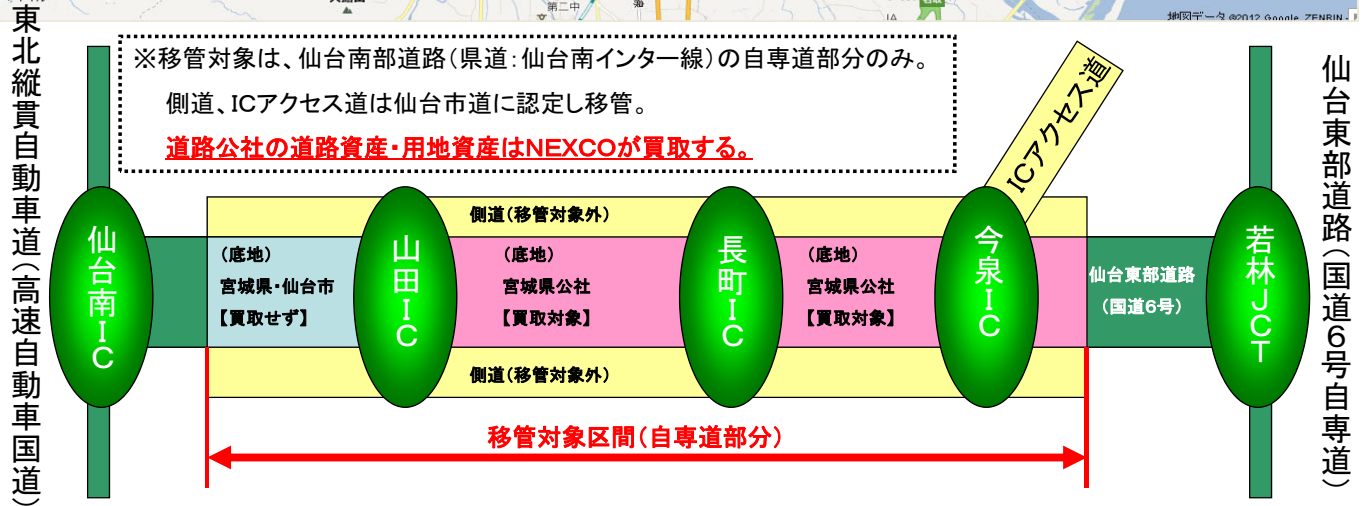 第二中
地図データ ©2012 Google, ZENRIN -
東北縦貫自動車道(高速自動車国道)
※移管対象は、仙台南部道路(県道:仙台南インター線)の自専道部分のみ。
側道、ICアクセス道は仙台市道に認定し移管。
道路公社の道路資産・用地資産はNEXCOが買取する。
ICアクセス道
仙台東部道路(国道6号自専道)
側道(移管対象外)
仙台南IC
(底地)
宮城県・仙台市
【買取せず】
山田IC
(底地)
宮城県公社
【買取対象】
長町IC
(底地)
宮城県公社
【買取対象】
今泉IC
仙台東部道路
(国道6号)
若林JCT
側道(移管対象外)
移管対象区間(自専道部分)